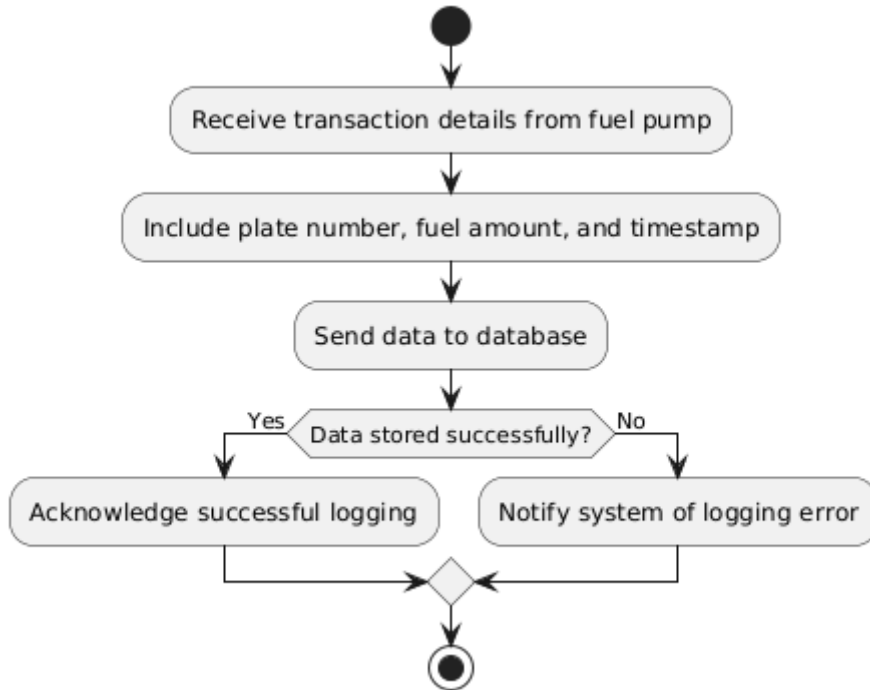 Receive transaction details from fuel pump
Include plate number, fuel amount, and timestamp
Send data to database
Yes
Data stored successfully?
No
Acknowledge successful logging
Notify system of logging error